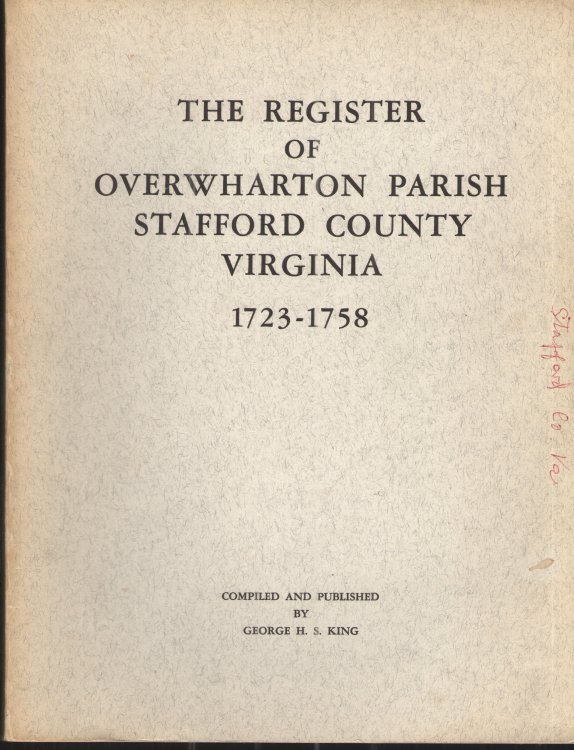 THE REGISTER
OF
OVERWHARTON PARISH
STAFFORD COUNTY
VIRGINIA
1723-1758
Stafford Co Va
COMPILED AND PUBLISHED
BY
GEORGE H. S. KING